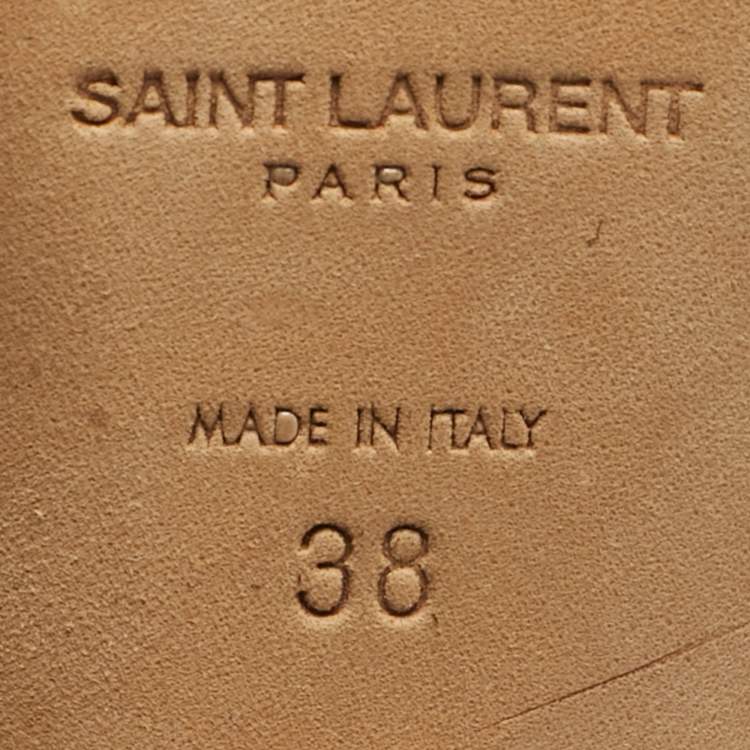 SAINT LAURENT
PARIS
MADE IN ITALY
38